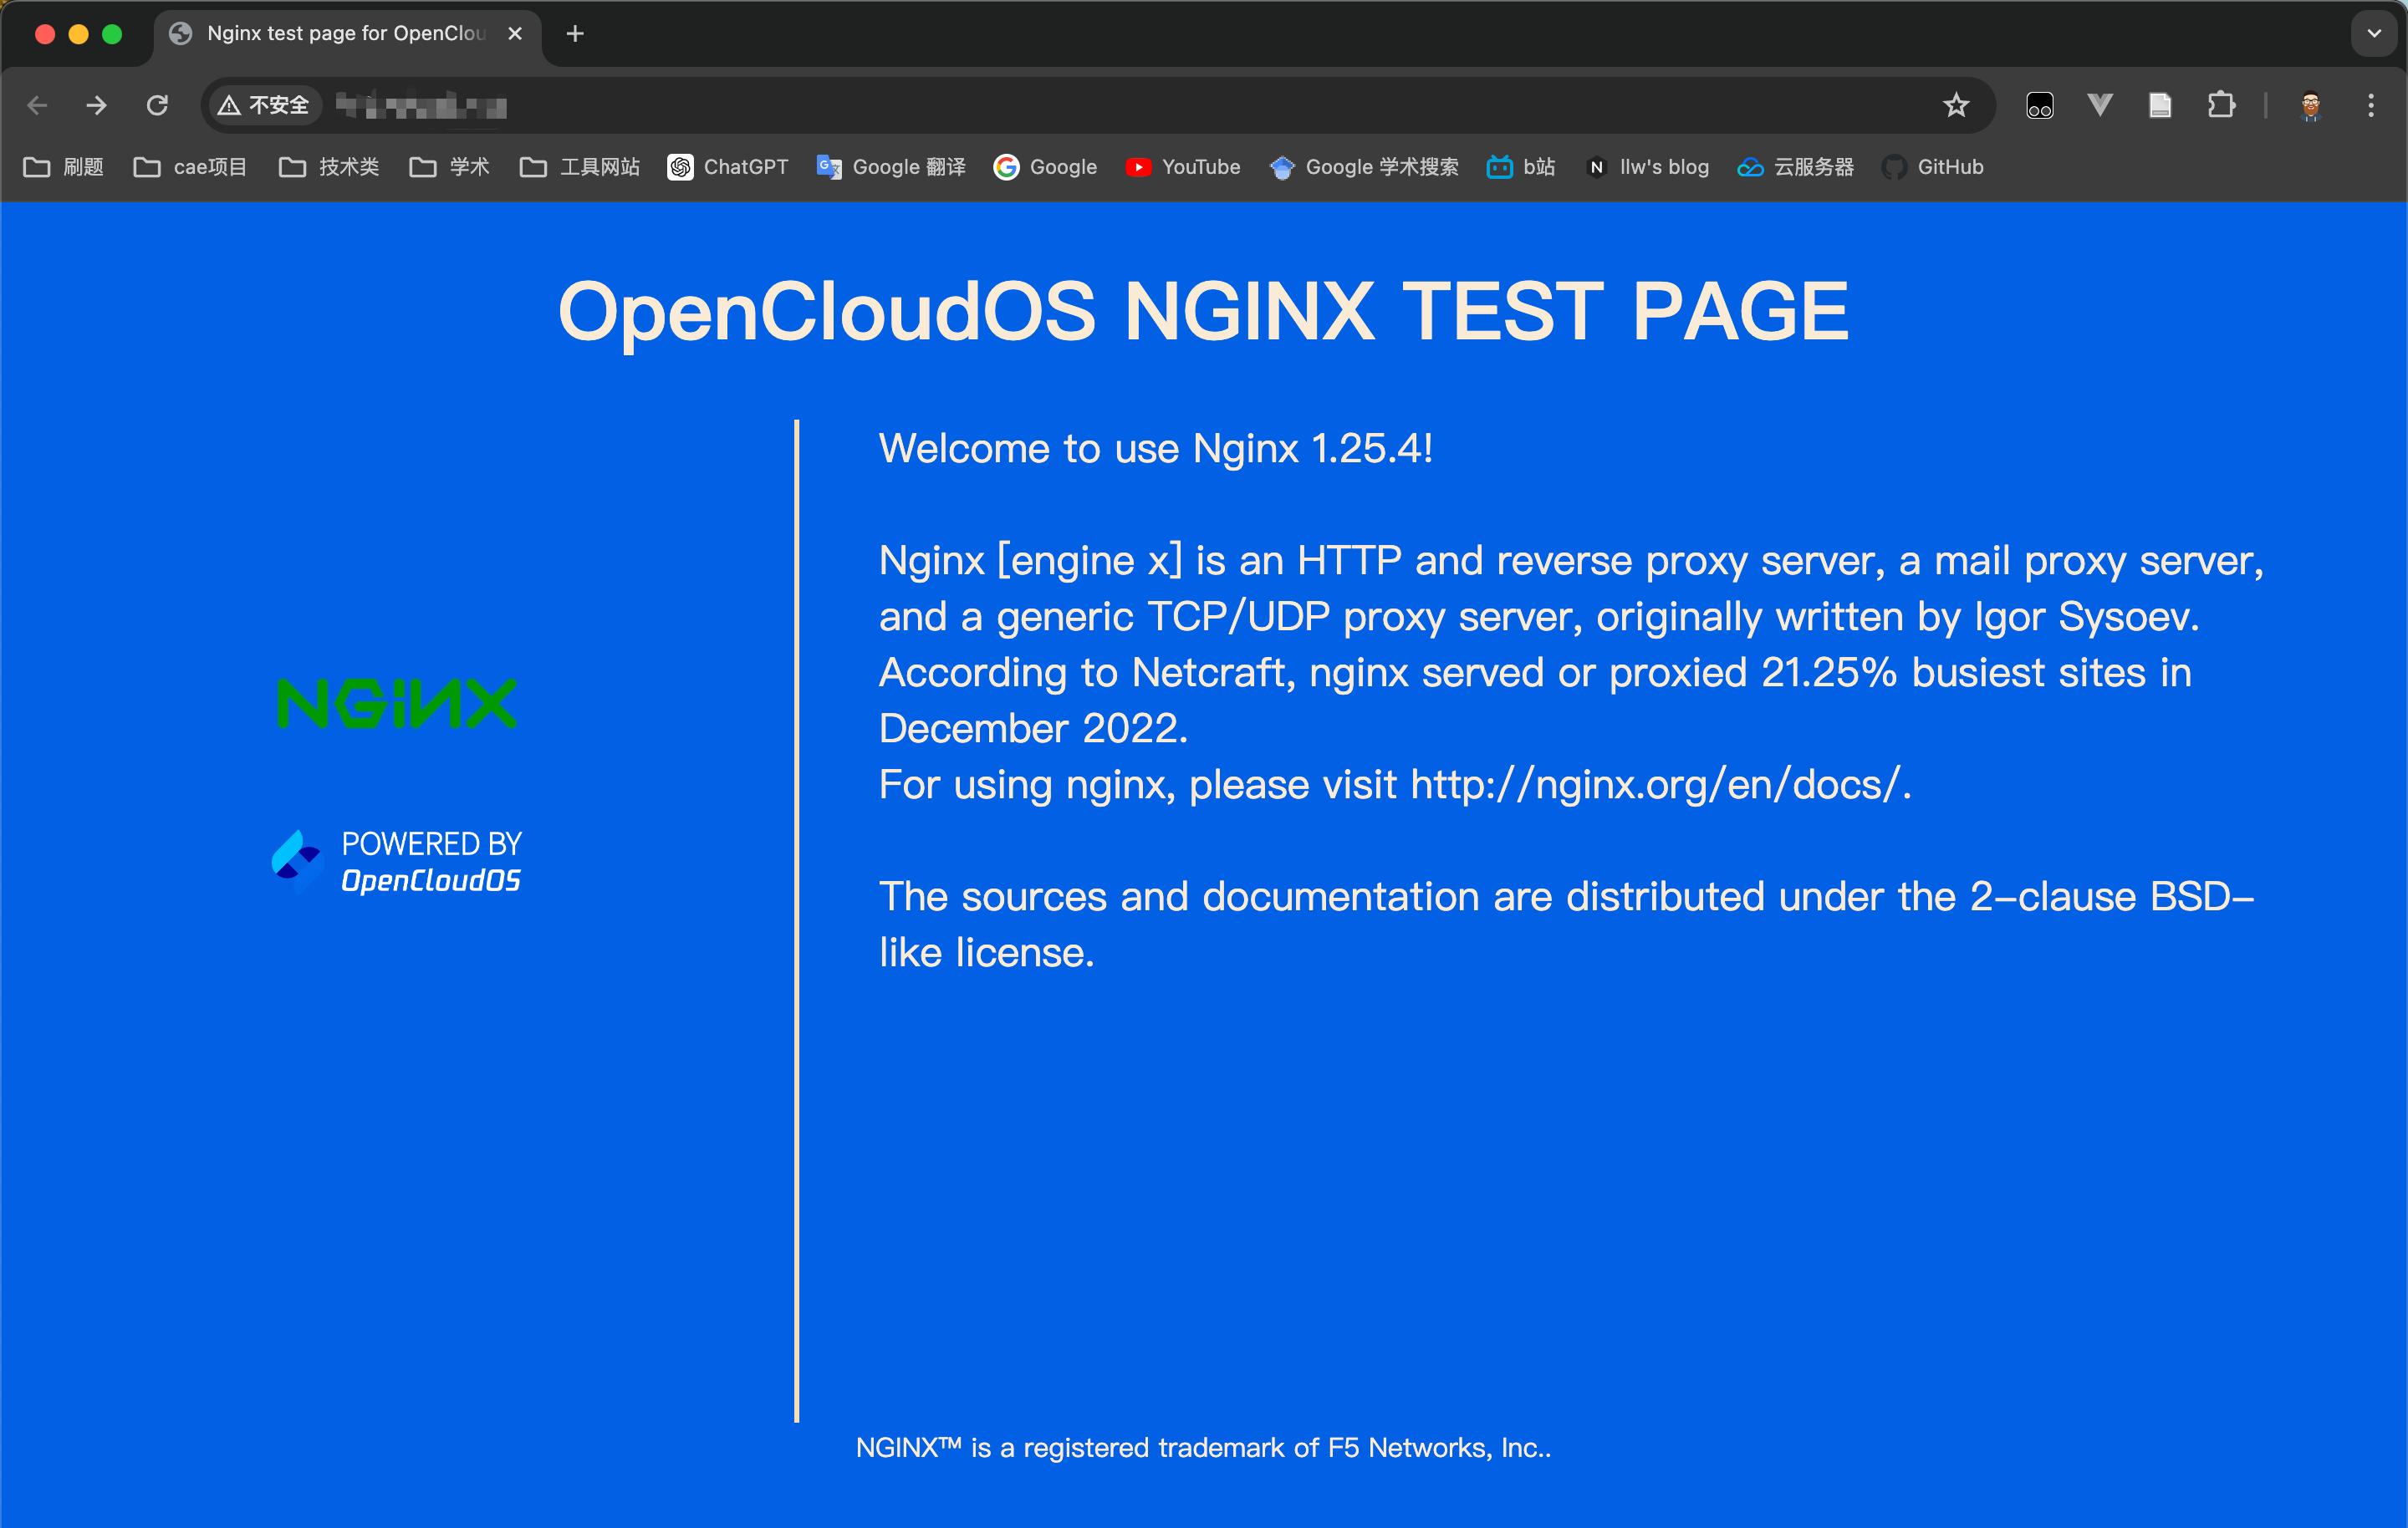 Nginx test page for OpenClou
不安全
刷题 cae项目 技术类 学术 工具网站 ChatGPT Google 翻译 Google YouTube Google 学术搜索 b站 llw's blog 云服务器 GitHub
OpenCloudOS NGINX TEST PAGE
NGINX
POWERED BY
OpenCloudOS
Welcome to use Nginx 1.25.4!
Nginx [engine x] is an HTTP and reverse proxy server, a mail proxy server,
and a generic TCP/UDP proxy server, originally written by Igor Sysoev.
According to Netcraft, nginx served or proxied 21.25% busiest sites in
December 2022.
For using nginx, please visit http://nginx.org/en/docs/.
The sources and documentation are distributed under the 2-clause BSD-
like license.
NGINX™ is a registered trademark of F5 Networks, Inc..